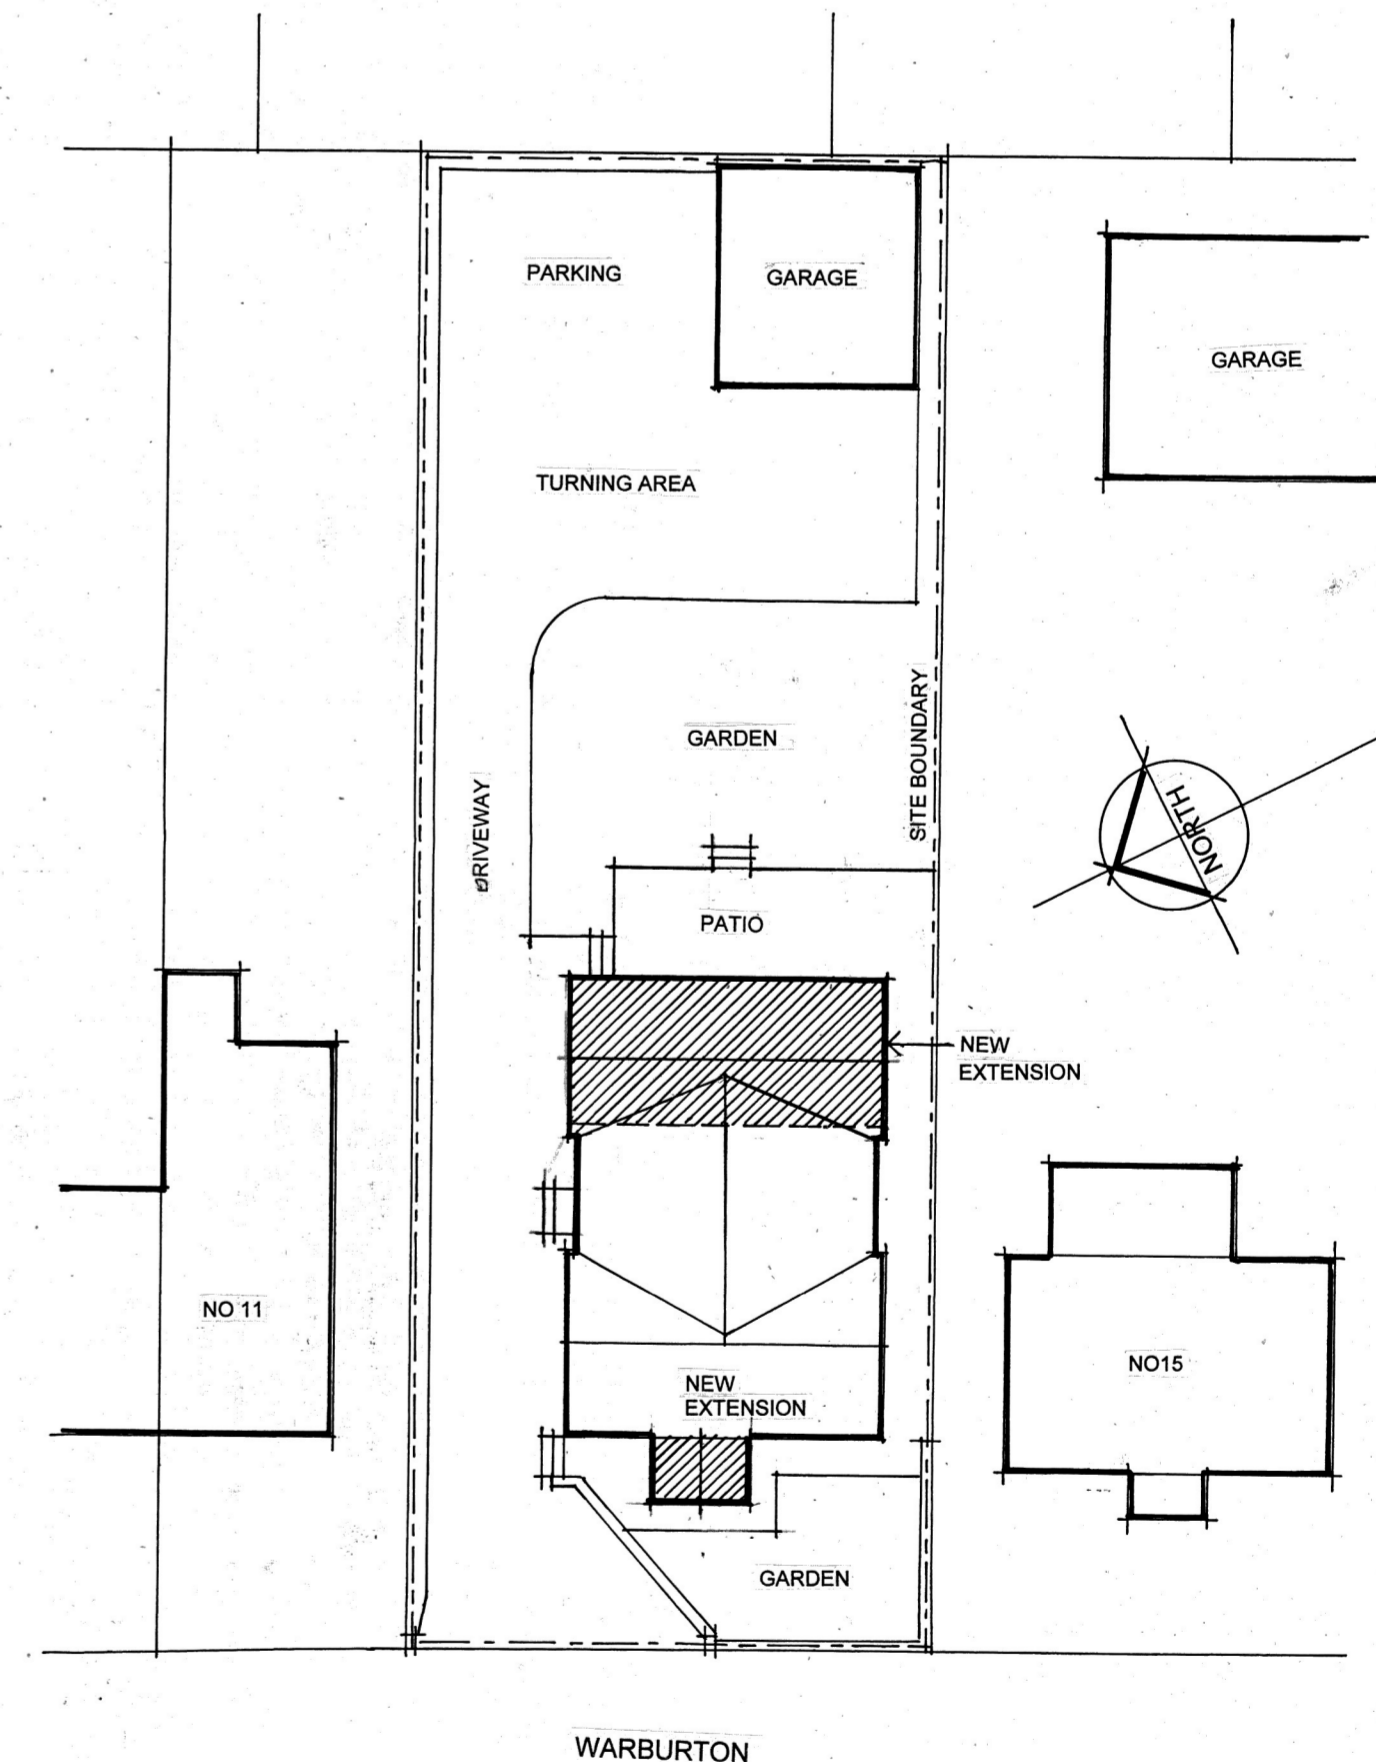 PARKING
GARAGE
GARAGE
TURNING AREA
SITE BOUNDARY
GARDEN
DRIVEWAY
NORTH
PATIO
NEW
EXTENSION
NO 11
NO15
NEW
EXTENSION
GARDEN
WARBURTON